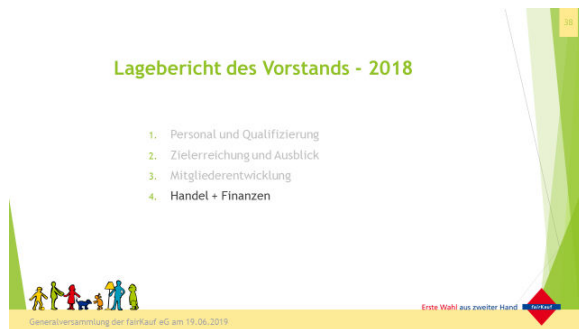 38
Lagebericht des Vorstands - 2018
1. Personal und Qualifizierung
2. Zielerreichung und Ausblick
3. Mitgliederentwicklung
4. Handel + Finanzen
Erste Wahl aus zweiter Hand
fairKauf
Generalversammlung der fairKauf eG am 19.06.2019